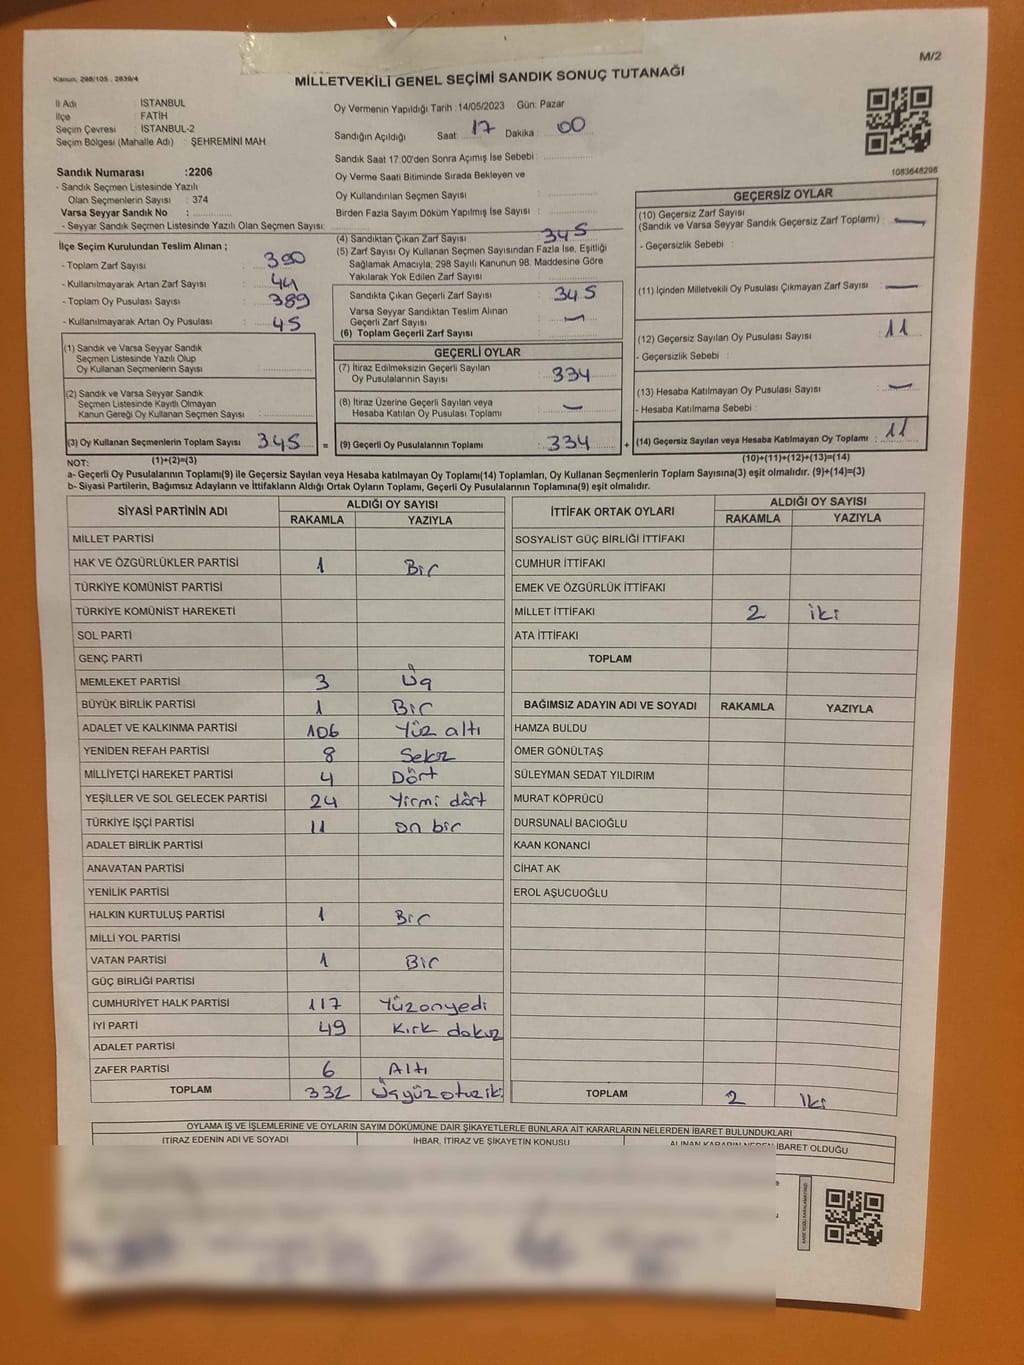 Kanun, 298/105 . 2839/4
M/2
MİLLETVEKİLİ GENEL SEÇİMİ SANDIK SONUÇ TUTANAĞI
İl Adı : İSTANBUL
İlçe : FATİH
Seçim Çevresi : İSTANBUL-2
Seçim Bölgesi (Mahalle Adı) : ŞEHREMİNİ MAH.
Sandık Numarası :2206
- Sandık Seçmen Listesinde Yazılı
Olan Seçmenlerin Sayısı : 374
Varsa Seyyar Sandık No :
- Seyyar Sandık Seçmen Listesinde Yazılı Olan Seçmen Sayısı:
Oy Vermenin Yapıldığı Tarih :14/05/2023 Gün: Pazar
Sandığın Açıldığı Saat 17 Dakika : 00
Sandık Saat 17:00'den Sonra Açımış İse Sebebi :
Oy Verme Saati Bitiminde Sırada Bekleyen ve
Oy Kullandırılan Seçmen Sayısı :
Birden Fazla Sayım Döküm Yapılmış İse Sayısı :
1083648296
İlçe Seçim Kurulundan Teslim Alınan ;
- Toplam Zarf Sayısı : 390
- Kullanılmayarak Artan Zarf Sayısı : 44
- Toplam Oy Pusulası Sayısı : 389
- Kullanılmayarak Artan Oy Pusulası : 45
(4) Sandıktan Çıkan Zarf Sayısı 345
(5) Zarf Sayısı Oy Kullanan Seçmen Sayısından Fazla İse, Eşitliği
Sağlamak Amacıyla; 298 Sayılı Kanunun 98. Maddesine Göre
Yakılarak Yok Edilen Zarf Sayısı :
Sandıkta Çıkan Geçerli Zarf Sayısı : 345
Varsa Seyyar Sandıktan Teslim Alınan
Geçerli Zarf Sayısı : —
(6) Toplam Geçerli Zarf Sayısı :
GEÇERSİZ OYLAR
(10) Geçersiz Zarf Sayısı
(Sandık ve Varsa Seyyar Sandık Geçersiz Zarf Toplamı) : —
- Geçersizlik Sebebi :
(11) İçinden Milletvekili Oy Pusulası Çıkmayan Zarf Sayısı : —
(12) Geçersiz Sayılan Oy Pusulası Sayısı : 11
- Geçersizlik Sebebi :
(13) Hesaba Katılmayan Oy Pusulası Sayısı : —
- Hesaba Katılmama Sebebi :
(14) Geçersiz Sayılan veya Hesaba Katılmayan Oy Toplamı : 11
(10)+(11)+(12)+(13)=(14)
(1) Sandık ve Varsa Seyyar Sandık
Seçmen Listesinde Yazılı Olup
Oy Kullanan Seçmenlerin Sayısı :
(2) Sandık ve Varsa Seyyar Sandık
Seçmen Listesinde Kayıtlı Olmayan
Kanun Gereği Oy Kullanan Seçmen Sayısı :
(3) Oy Kullanan Seçmenlerin Toplam Sayısı : 345 =
(1)+(2)=(3)
GEÇERLİ OYLAR
(7) İtiraz Edilmeksizin Geçerli Sayılan
Oy Pusulalarının Sayısı : 334
(8) İtiraz Üzerine Geçerli Sayılan veya
Hesaba Katılan Oy Pusulası Toplamı : —
(9) Geçerli Oy Pusulalarının Toplamı : 334 +
NOT:
a- Geçerli Oy Pusulalarının Toplamı(9) ile Geçersiz Sayılan veya Hesaba katılmayan Oy Toplamı(14) Toplamları, Oy Kullanan Seçmenlerin Toplam Sayısına(3) eşit olmalıdır. (9)+(14)=(3)
b- Siyasi Partilerin, Bağımsız Adayların ve İttifakların Aldığı Ortak Oyların Toplamı, Geçerli Oy Pusulalarının Toplamına(9) eşit olmalıdır.
SİYASİ PARTİNİN ADI ALDIĞI OY SAYISI
RAKAMLA YAZIYLA
MİLLET PARTİSİ
HAK VE ÖZGÜRLÜKLER PARTİSİ 1 Bir
TÜRKİYE KOMÜNİST PARTİSİ
TÜRKİYE KOMÜNİST HAREKETİ
SOL PARTİ
GENÇ PARTİ
MEMLEKET PARTİSİ 3 Üç
BÜYÜK BİRLİK PARTİSİ 1 Bir
ADALET VE KALKINMA PARTİSİ 106 Yüz altı
YENİDEN REFAH PARTİSİ 8 Sekiz
MİLLİYETÇİ HAREKET PARTİSİ 4 Dört
YEŞİLLER VE SOL GELECEK PARTİSİ 24 Yirmi dört
TÜRKİYE İŞÇİ PARTİSİ 11 on bir
ADALET BİRLİK PARTİSİ
ANAVATAN PARTİSİ
YENİLİK PARTİSİ
HALKIN KURTULUŞ PARTİSİ 1 Bir
MİLLİ YOL PARTİSİ
VATAN PARTİSİ 1 Bir
GÜÇ BİRLİĞİ PARTİSİ
CUMHURİYET HALK PARTİSİ 117 Yüzonyedi
İYİ PARTİ 49 Kırk dokuz
ADALET PARTİSİ
ZAFER PARTİSİ 6 Altı
TOPLAM 332 Üçyüzotuziki
İTTİFAK ORTAK OYLARI ALDIĞI OY SAYISI
RAKAMLA YAZIYLA
SOSYALİST GÜÇ BİRLİĞİ İTTİFAKI
CUMHUR İTTİFAKI
EMEK VE ÖZGÜRLÜK İTTİFAKI
MİLLET İTTİFAKI 2 iki
ATA İTTİFAKI
TOPLAM
BAĞIMSIZ ADAYIN ADI VE SOYADI RAKAMLA YAZIYLA
HAMZA BULDU
ÖMER GÖNÜLTAŞ
SÜLEYMAN SEDAT YILDIRIM
MURAT KÖPRÜCÜ
DURSUNALİ BACIOĞLU
KAAN KONANCI
CİHAT AK
EROL AŞUCUOĞLU
TOPLAM 2 İki
OYLAMA İŞ VE İŞLEMLERİNE VE OYLARIN SAYIM DÖKÜMÜNE DAİR ŞİKAYETLERLE BUNLARA AİT KARARLARIN NELERDEN İBARET BULUNDUKLARI
İTİRAZ EDENİN ADI VE SOYADI İHBAR, İTİRAZ VE ŞİKAYETİN KONUSU ALINAN KARARIN NEDEN İBARET OLDUĞU